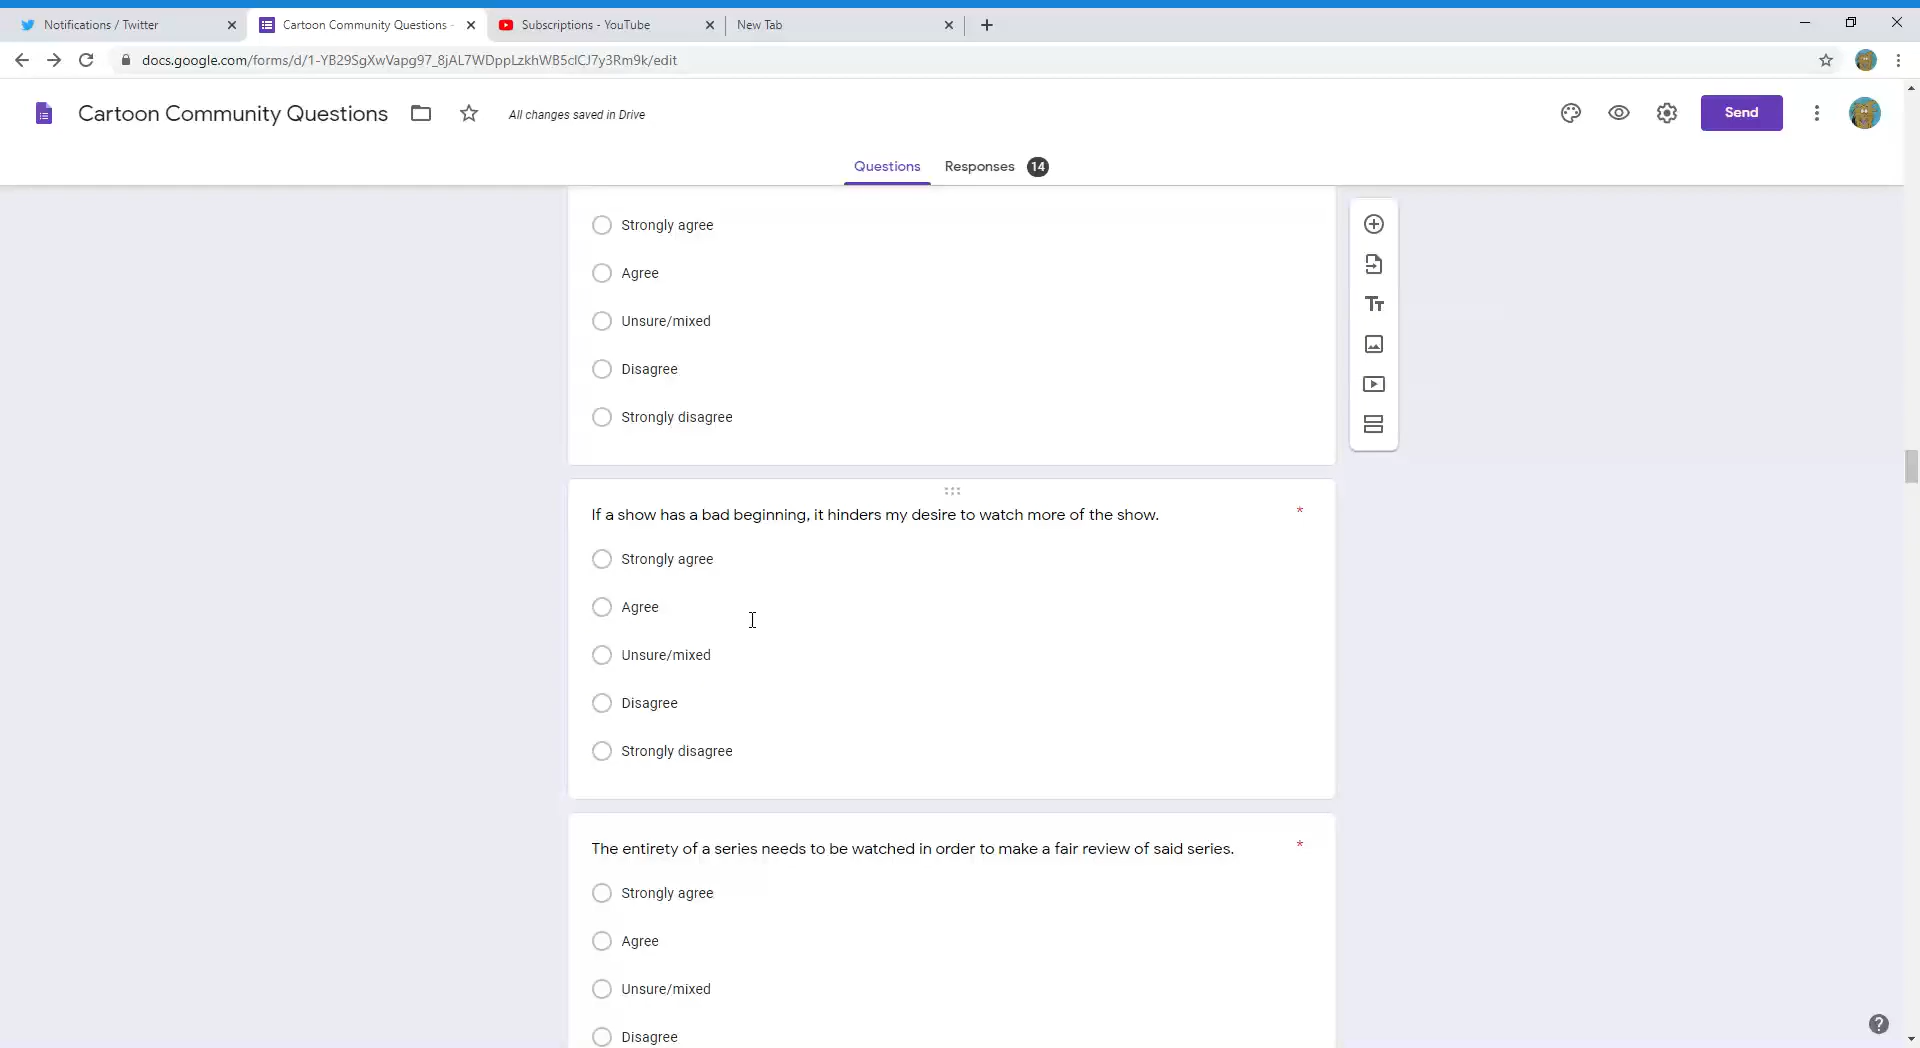 Notifications / Twitter
Cartoon Community Questions -
Subscriptions - YouTube
New Tab
docs.google.com/forms/d/1-YB29SgXwVapg97_8jAL7WDppLzkhWB5clCJ7y3Rm9k/edit
Cartoon Community Questions
All changes saved in Drive
Send
Questions
Responses 14
Strongly agree
Agree
Unsure/mixed
Disagree
Strongly disagree
If a show has a bad beginning, it hinders my desire to watch more of the show. *
Strongly agree
Agree
Unsure/mixed
Disagree
Strongly disagree
The entirety of a series needs to be watched in order to make a fair review of said series. *
Strongly agree
Agree
Unsure/mixed
Disagree